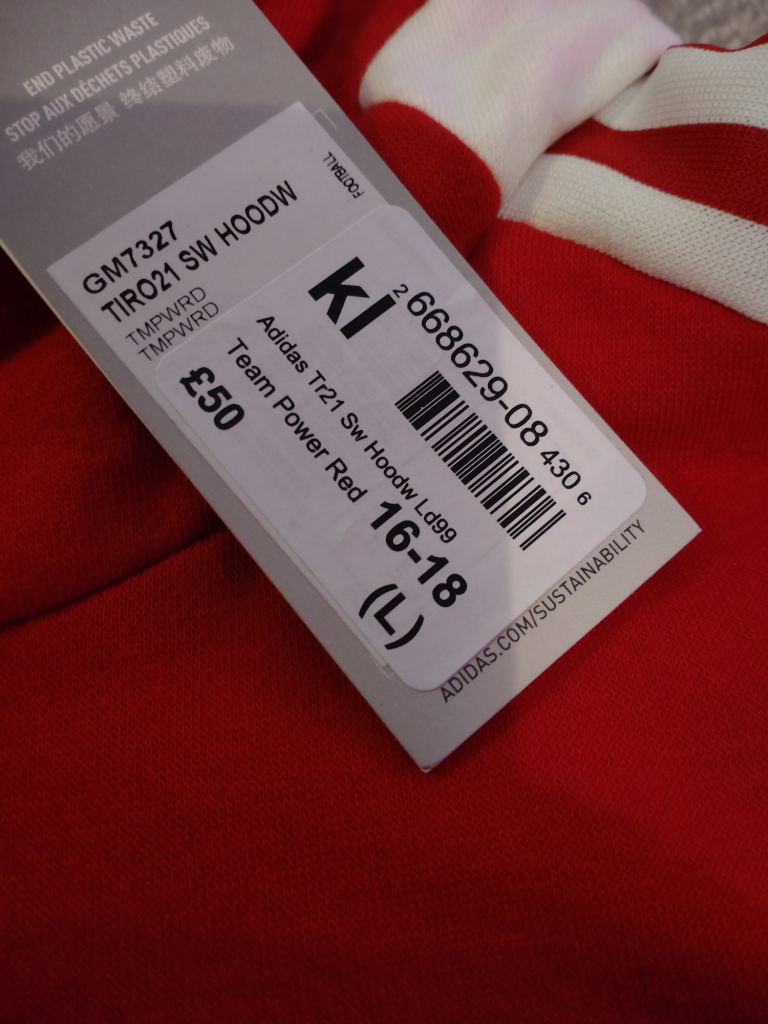 END PLASTIC WASTE
STOP AUX DÉCHETS PLASTIQUES
我们的愿景 终结塑料废物
FOOTBALL
GM7327
TIRO21 SW HOODW
TMPWRD
TMPWRD
kl
2 668629-08 430 6
Adidas Tr21 Sw Hoodw Ld99
Team Power Red
£50
16-18
(L)
ADIDAS.COM/SUSTAINABILITY